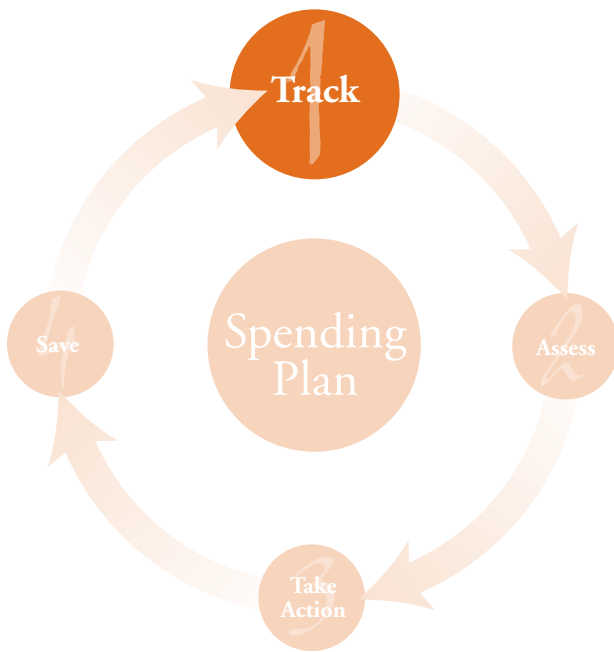 1
Track
2
Assess
3
Take
Action
4
Save
Spending
Plan